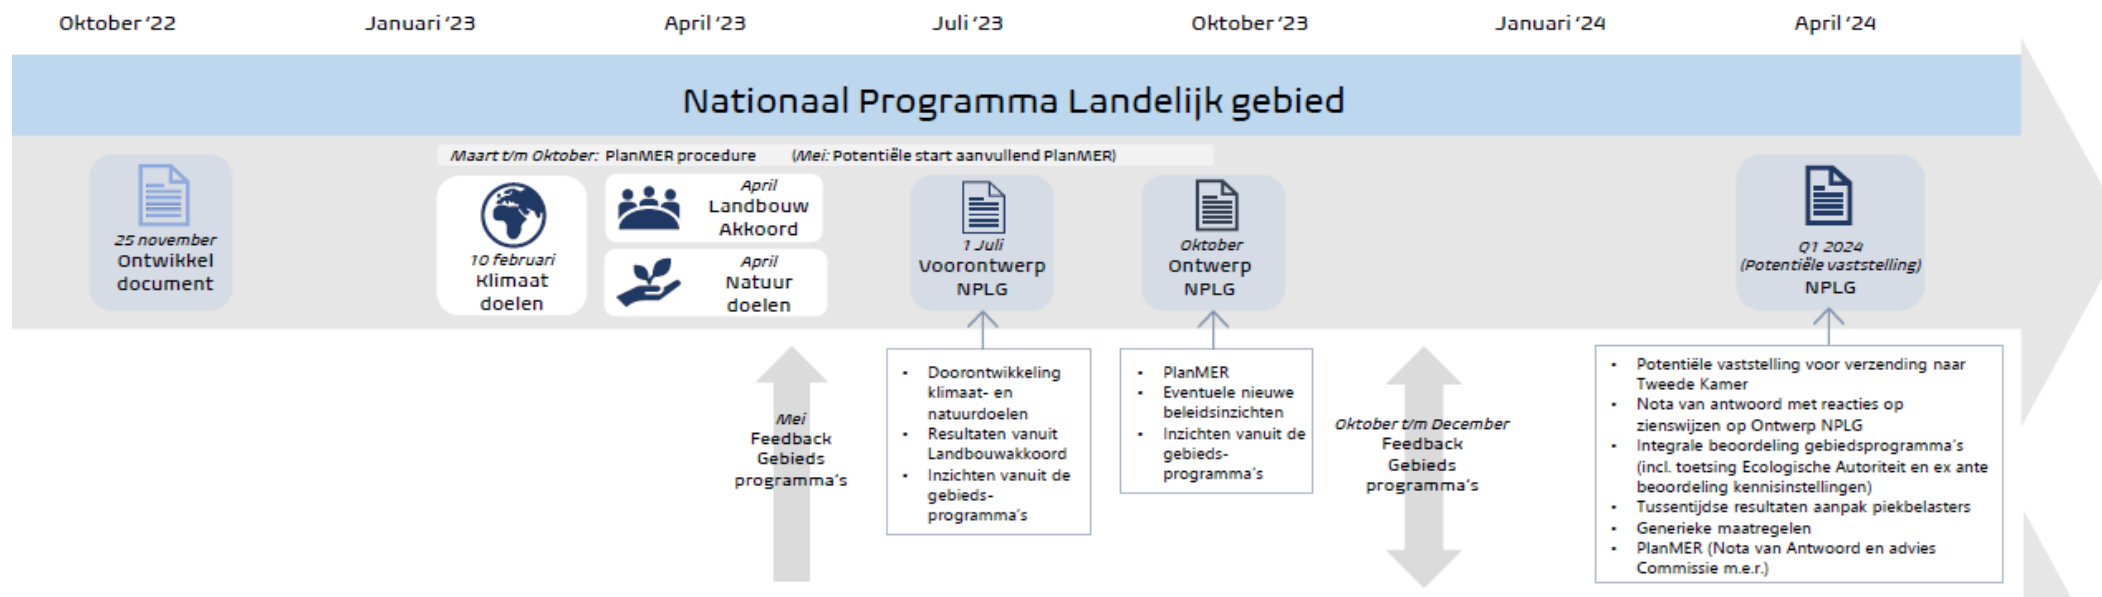 Oktober ‘22
Januari ‘23
April ‘23
Juli ‘23
Oktober ‘23
Januari ‘24
April ‘24
Nationaal Programma Landelijk gebied
Maart t/m Oktober: PlanMER procedure (Mei: Potentiële start aanvullend PlanMER)
25 november
Ontwikkel
document
10 februari
Klimaat
doelen
April
Landbouw
Akkoord
April
Natuur
doelen
1 Juli
Voorontwerp
NPLG
Oktober
Ontwerp
NPLG
Q1 2024
(Potentiële vaststelling)
NPLG
Mei
Feedback
Gebieds
programma’s
• Doorontwikkeling
klimaat- en
natuurdoelen
• Resultaten vanuit
Landbouwakkoord
• Inzichten vanuit de
gebieds-
programma’s
• PlanMER
• Eventuele nieuwe
beleidsinzichten
• Inzichten vanuit de
gebieds-
programma’s
Oktober t/m December
Feedback
Gebieds
programma’s
• Potentiële vaststelling voor verzending naar
Tweede Kamer
• Nota van antwoord met reacties op
zienswijzen op Ontwerp NPLG
• Integrale beoordeling gebiedsprogramma’s
(incl. toetsing Ecologische Autoriteit en ex ante
beoordeling kennisinstellingen)
• Tussentijdse resultaten aanpak piekbelasters
• Generieke maatregelen
• PlanMER (Nota van Antwoord en advies
Commissie m.e.r.)